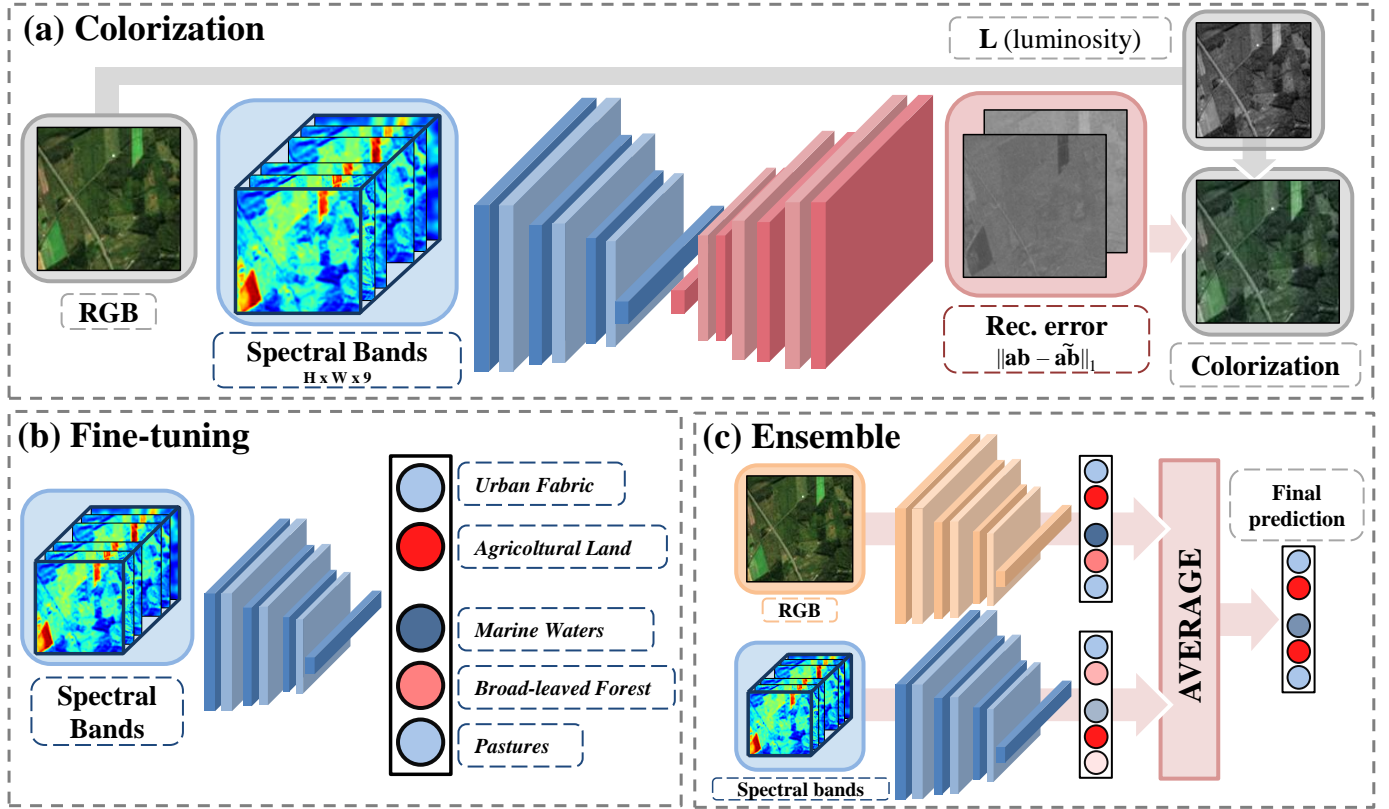 (a) Colorization
L (luminosity)
RGB
Spectral Bands
H x W x 9
Rec. error
||ab − a͠b||₁
Colorization
(b) Fine-tuning
Spectral
Bands
Urban Fabric
Agricoltural Land
Marine Waters
Broad-leaved Forest
Pastures
(c) Ensemble
RGB
Spectral bands
AVERAGE
Final
prediction